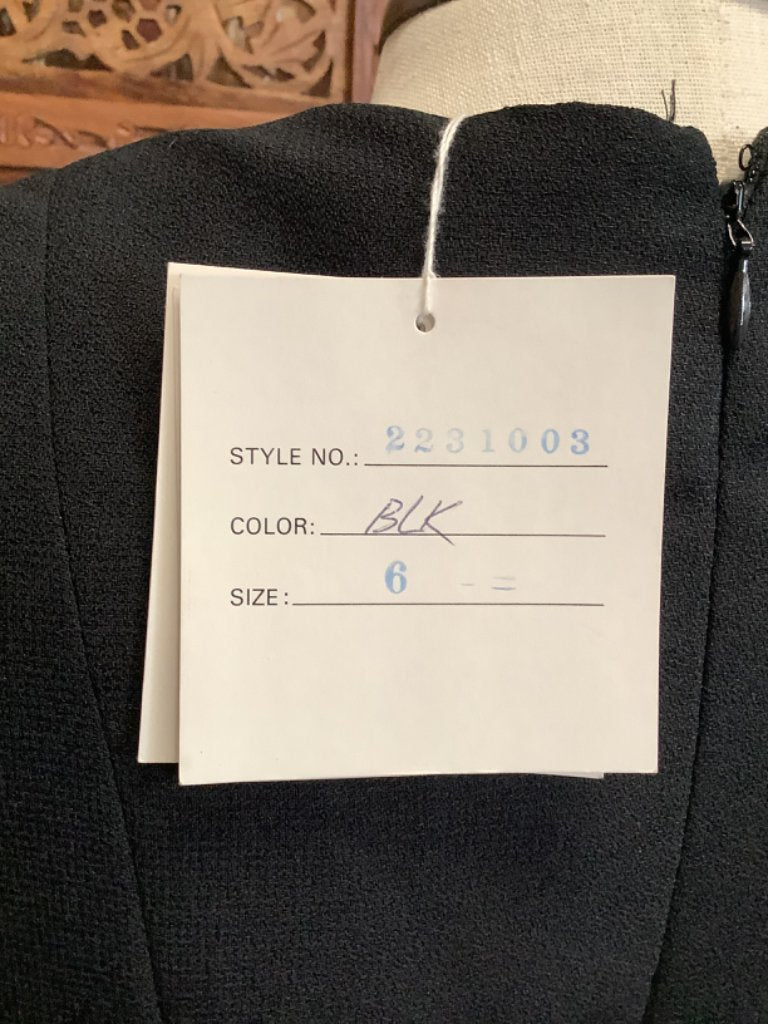 STYLE NO.: 2231003
COLOR: BLK
SIZE: 6 - =